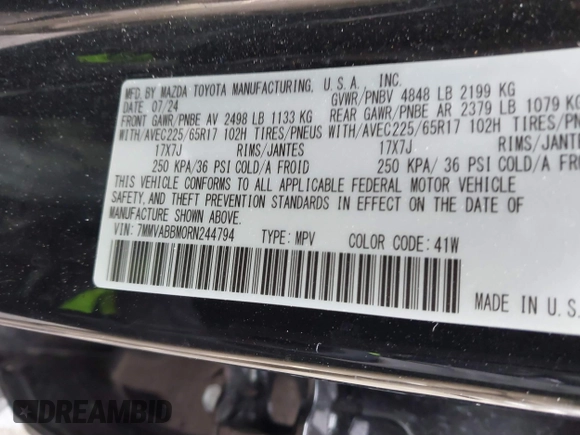 MFD. BY MAZDA TOYOTA MANUFACTURING, U.S.A., INC.
DATE 07/24 GVWR/PNBV 4848 LB 2199 KG
FRONT GAWR/PNBE AV 2498 LB 1133 KG REAR GAWR/PNBE AR 2379 LB 1079 KG
WITH/AVEC225/65R17 102H TIRES/PNEUS WITH/AVEC225/65R17 102H TIRES/PNEUS
17X7J RIMS/JANTES 17X7J RIMS/JANTES
250 KPA/36 PSI COLD/A FROID 250 KPA/ 36 PSI COLD/A FROID
THIS VEHICLE CONFORMS TO ALL APPLICABLE FEDERAL MOTOR VEHICLE
SAFETY, AND THEFT PREVENTION STANDARDS IN EFFECT ON THE DATE OF
MANUFACTURE SHOWN ABOVE.
VIN: 7MMVABBM0RN244794 TYPE: MPV COLOR CODE: 41W
MADE IN U.S.
DREAMBID